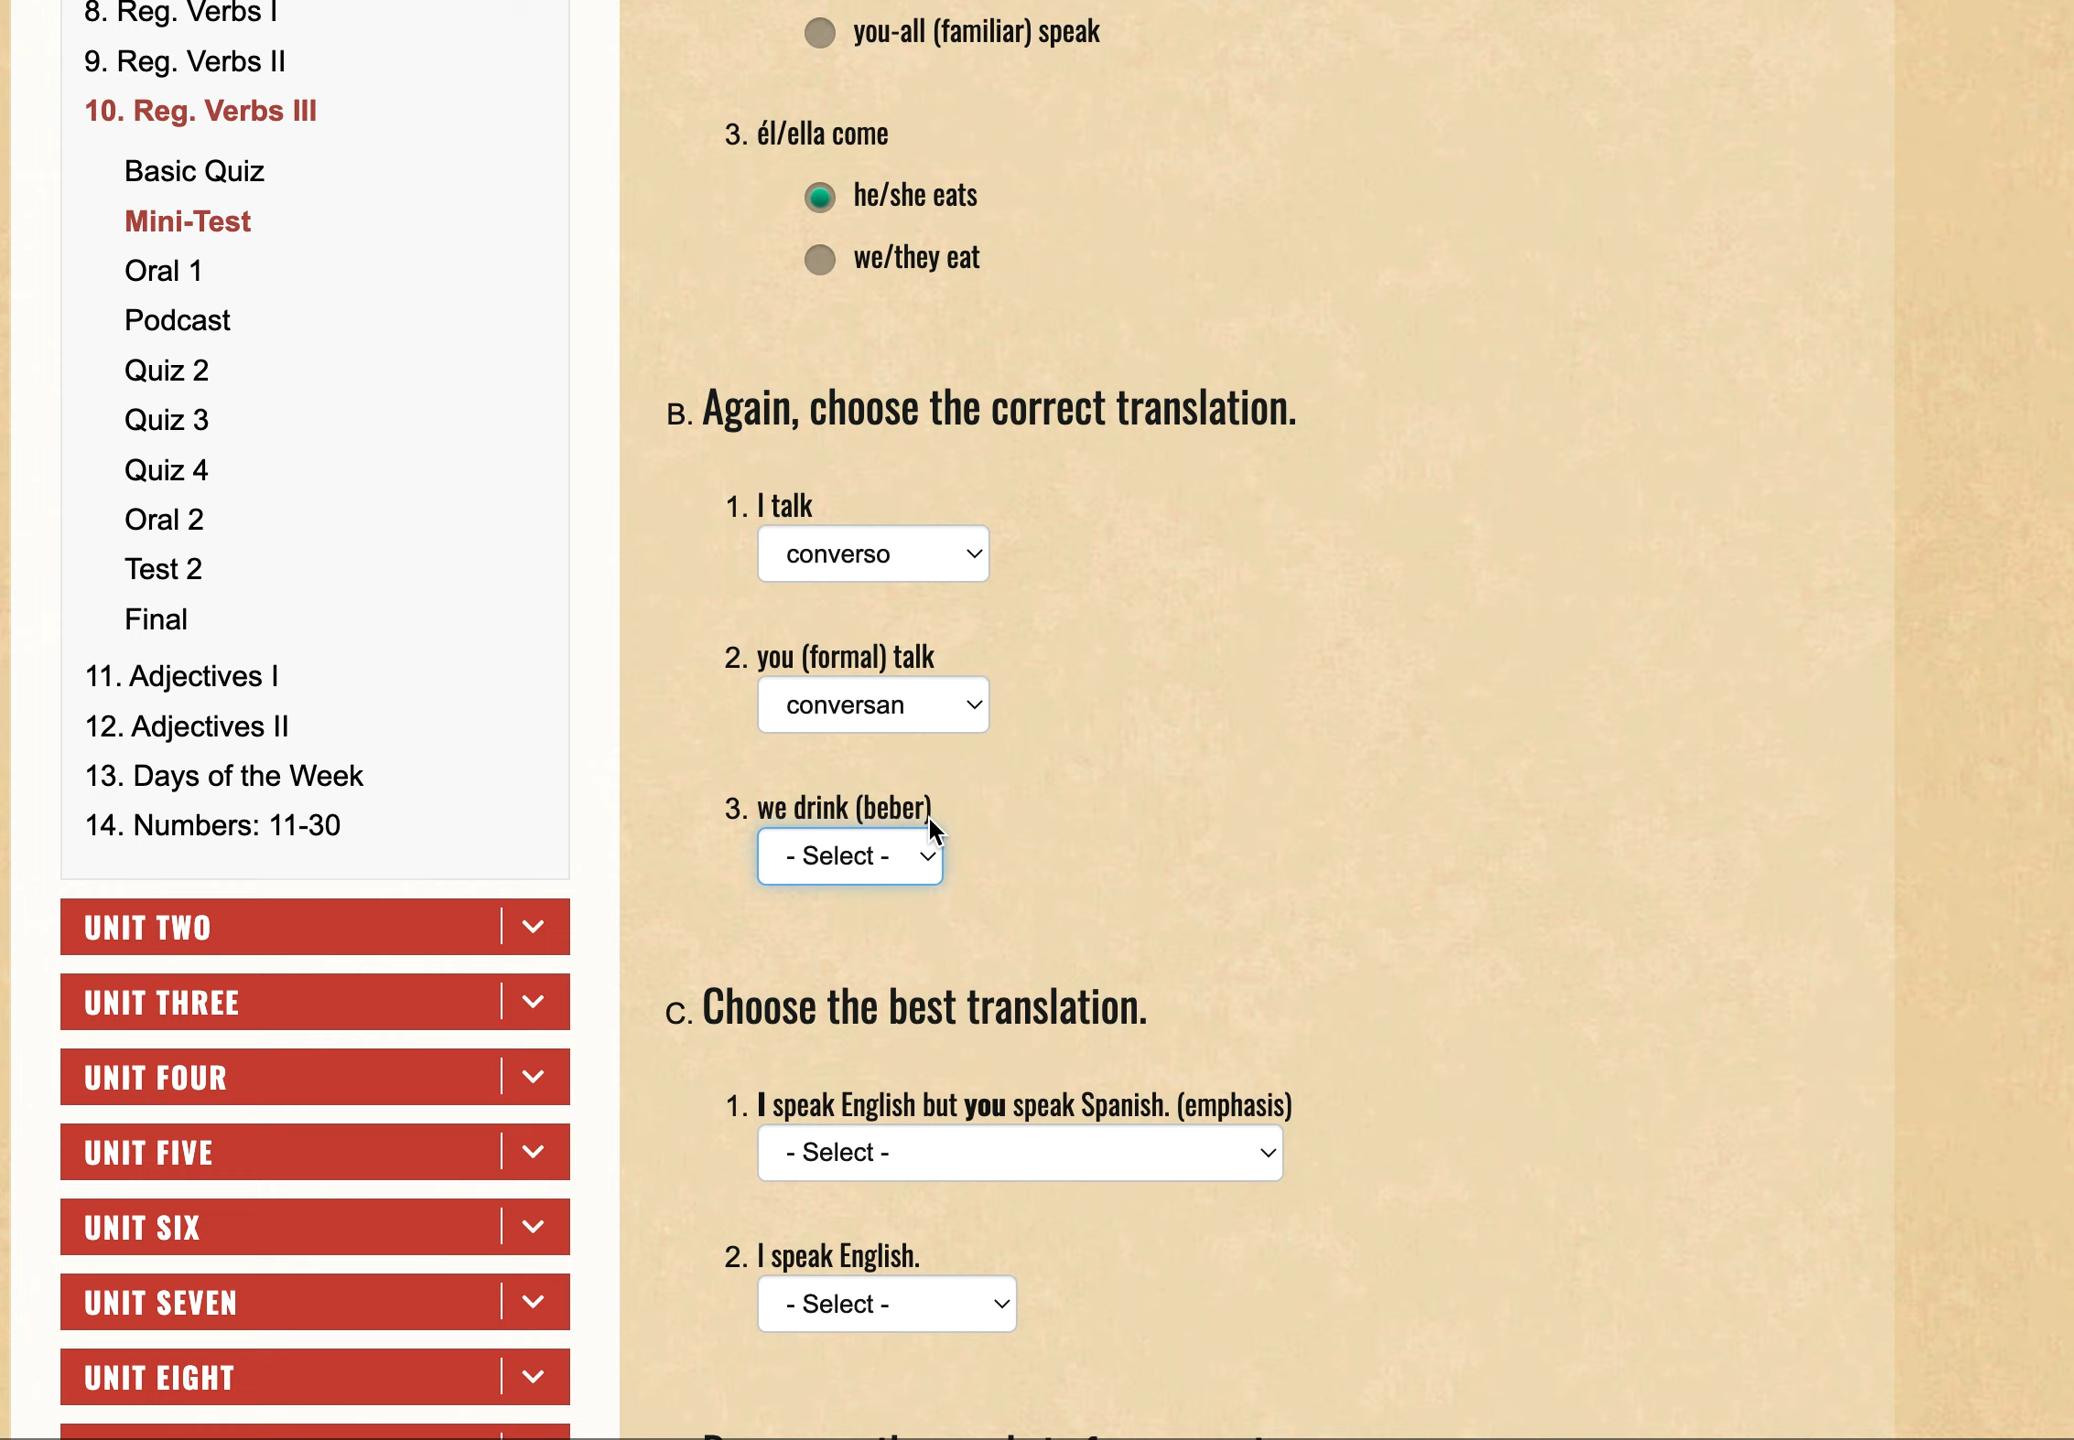 8. Reg. Verbs I
9. Reg. Verbs II
10. Reg. Verbs III
Basic Quiz
Mini-Test
Oral 1
Podcast
Quiz 2
Quiz 3
Quiz 4
Oral 2
Test 2
Final
11. Adjectives I
12. Adjectives II
13. Days of the Week
14. Numbers: 11-30
UNIT TWO
UNIT THREE
UNIT FOUR
UNIT FIVE
UNIT SIX
UNIT SEVEN
UNIT EIGHT
you-all (familiar) speak
3. él/ella come
he/she eats
we/they eat
B. Again, choose the correct translation.
1. I talk
converso
2. you (formal) talk
conversan
3. we drink (beber)
- Select -
C. Choose the best translation.
1. I speak English but you speak Spanish. (emphasis)
- Select -
2. I speak English.
- Select -